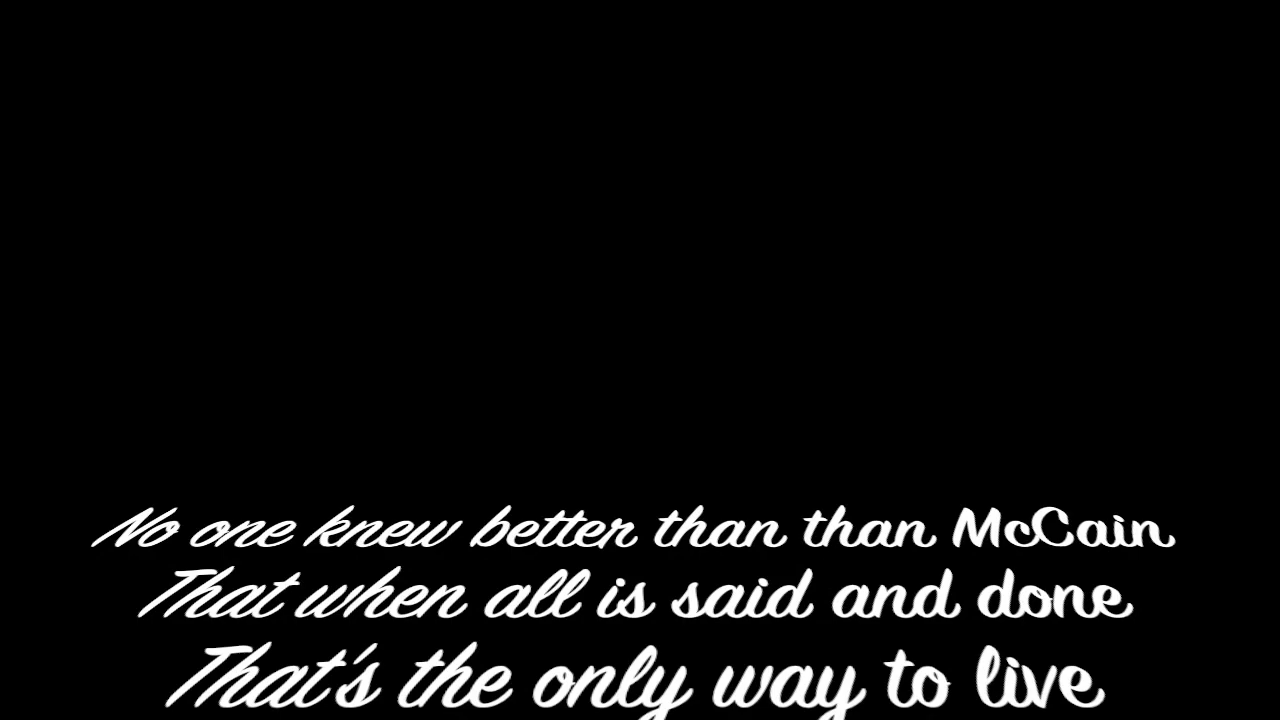 No one knew better than than McCain
That when all is said and done
That's the only way to live